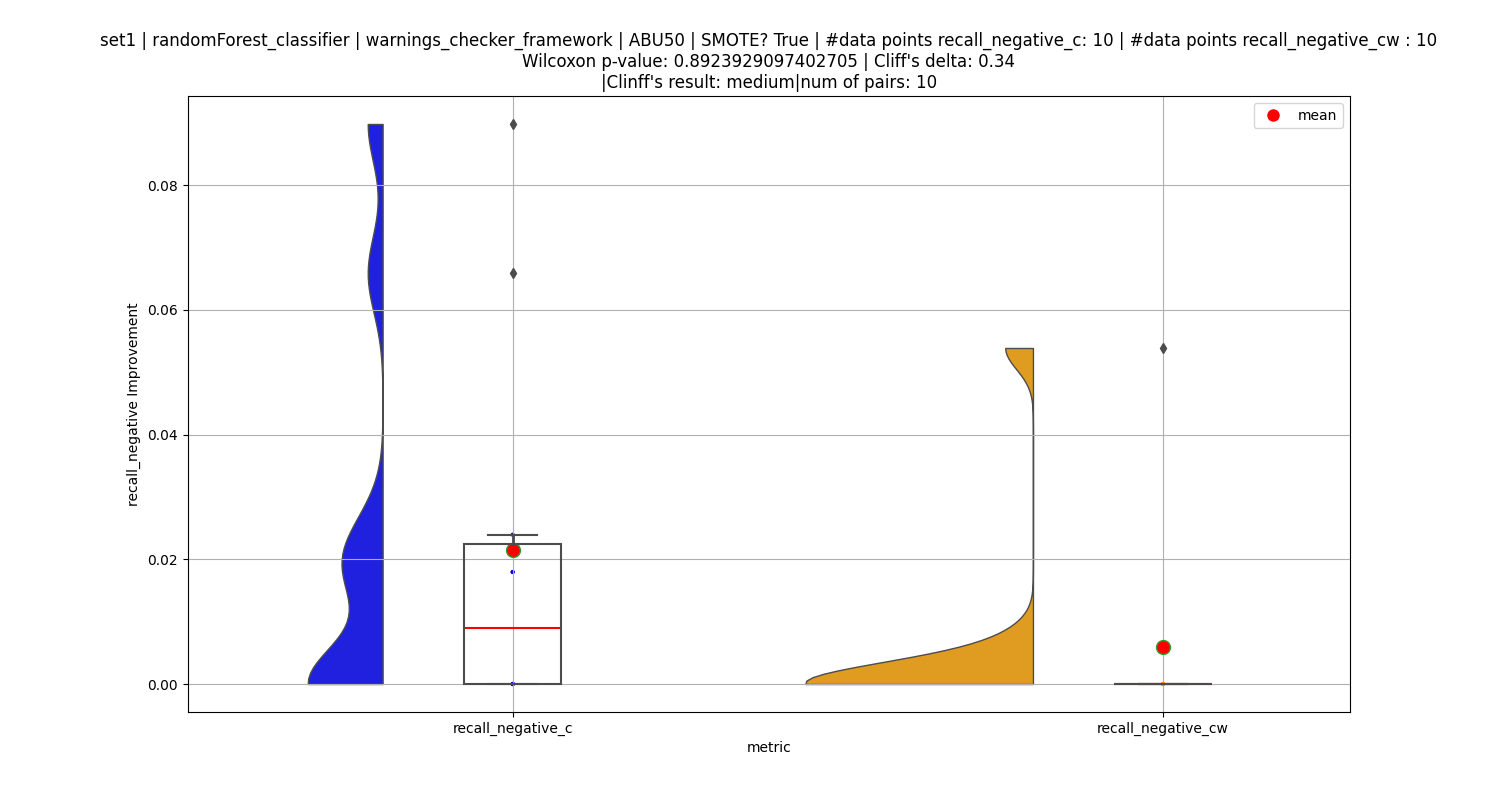 set1 | randomForest_classifier | warnings_checker_framework | ABU50 | SMOTE? True | #data points recall_negative_c: 10 | #data points recall_negative_cw : 10
Wilcoxon p-value: 0.8923929097402705 | Cliff's delta: 0.34
|Clinff's result: medium|num of pairs: 10
mean
0.08
0.06
0.04
0.02
0.00
recall_negative Improvement
recall_negative_c
recall_negative_cw
metric